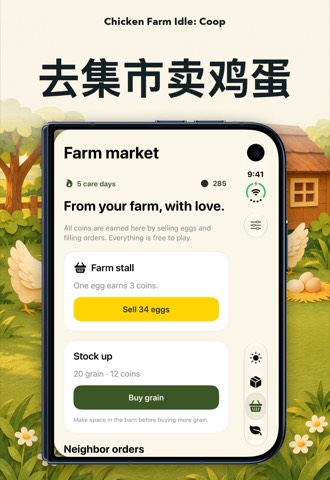 Chicken Farm Idle: Coop
去集市卖鸡蛋
Farm market
9:41
5 care days
285
From your farm, with love.
All coins are earned here by selling eggs and
filling orders. Everything is free to play.
Farm stall
One egg earns 3 coins.
Sell 34 eggs
Stock up
20 grain · 12 coins
Buy grain
Make space in the barn before buying more grain.
Neighbor orders